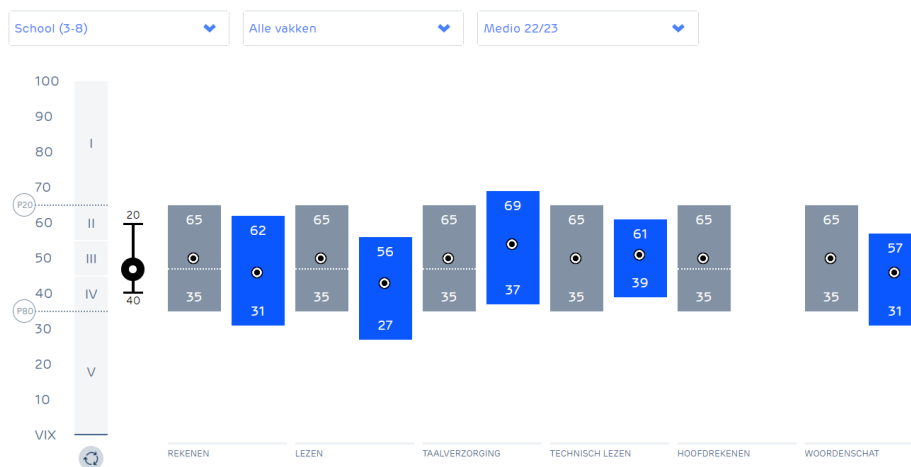 School (3-8)
Alle vakken
Medio 22/23
100
90
80
70
60
50
40
30
20
10
VIX
I
II
III
IV
V
P20
P80
20
40
65
35
62
31
65
35
56
27
65
35
69
37
65
35
61
39
65
35
65
35
57
31
REKENEN
LEZEN
TAALVERZORGING
TECHNISCH LEZEN
HOOFDREKENEN
WOORDENSCHAT